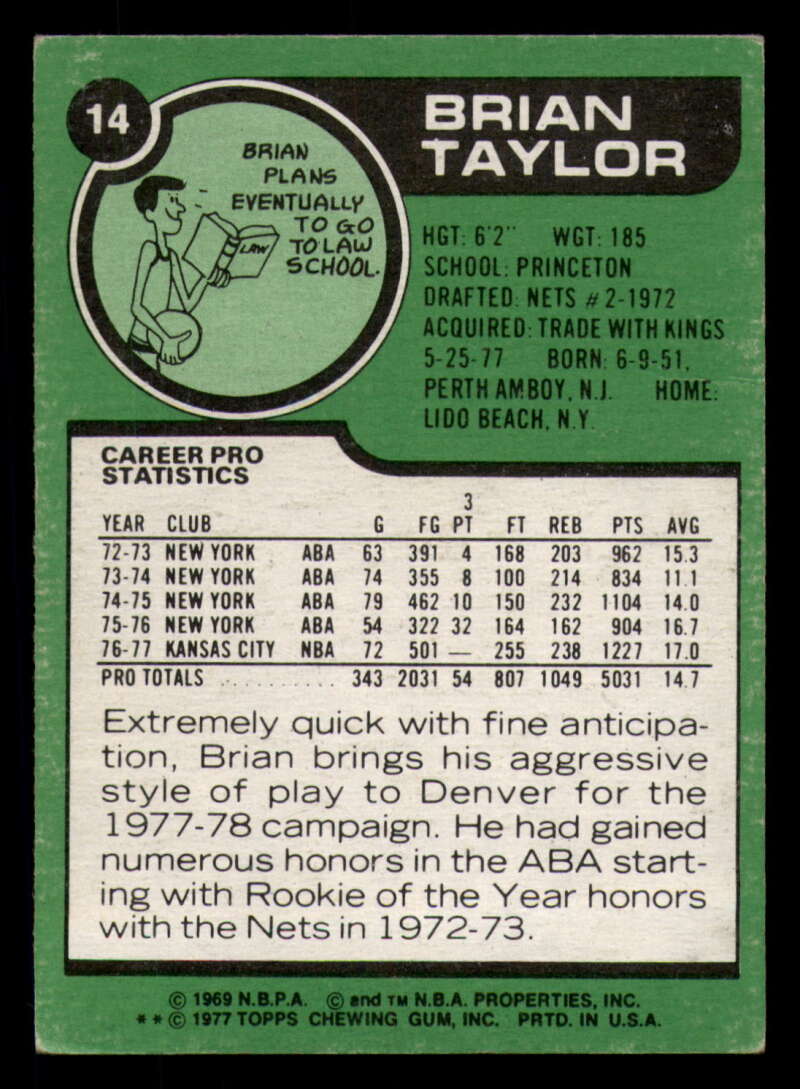 14
BRIAN
TAYLOR
BRIAN
PLANS
EVENTUALLY
TO GO
TO LAW
SCHOOL.
LAW
HGT: 6'2" WGT: 185
SCHOOL: PRINCETON
DRAFTED: NETS #2-1972
ACQUIRED: TRADE WITH KINGS
5-25-77 BORN: 6-9-51,
PERTH AMBOY, N.J. HOME:
LIDO BEACH, N.Y.
CAREER PRO
STATISTICS
3
YEAR CLUB G FG PT FT REB PTS AVG
72-73 NEW YORK ABA 63 391 4 168 203 962 15.3
73-74 NEW YORK ABA 74 355 8 100 214 834 11.1
74-75 NEW YORK ABA 79 462 10 150 232 1104 14.0
75-76 NEW YORK ABA 54 322 32 164 162 904 16.7
76-77 KANSAS CITY NBA 72 501 — 255 238 1227 17.0
PRO TOTALS .......... 343 2031 54 807 1049 5031 14.7
Extremely quick with fine anticipa-
tion, Brian brings his aggressive
style of play to Denver for the
1977-78 campaign. He had gained
numerous honors in the ABA start-
ing with Rookie of the Year honors
with the Nets in 1972-73.
© 1969 N.B.P.A. © and TM N.B.A. PROPERTIES, INC.
* * © 1977 TOPPS CHEWING GUM, INC. PRTD. IN U.S.A.